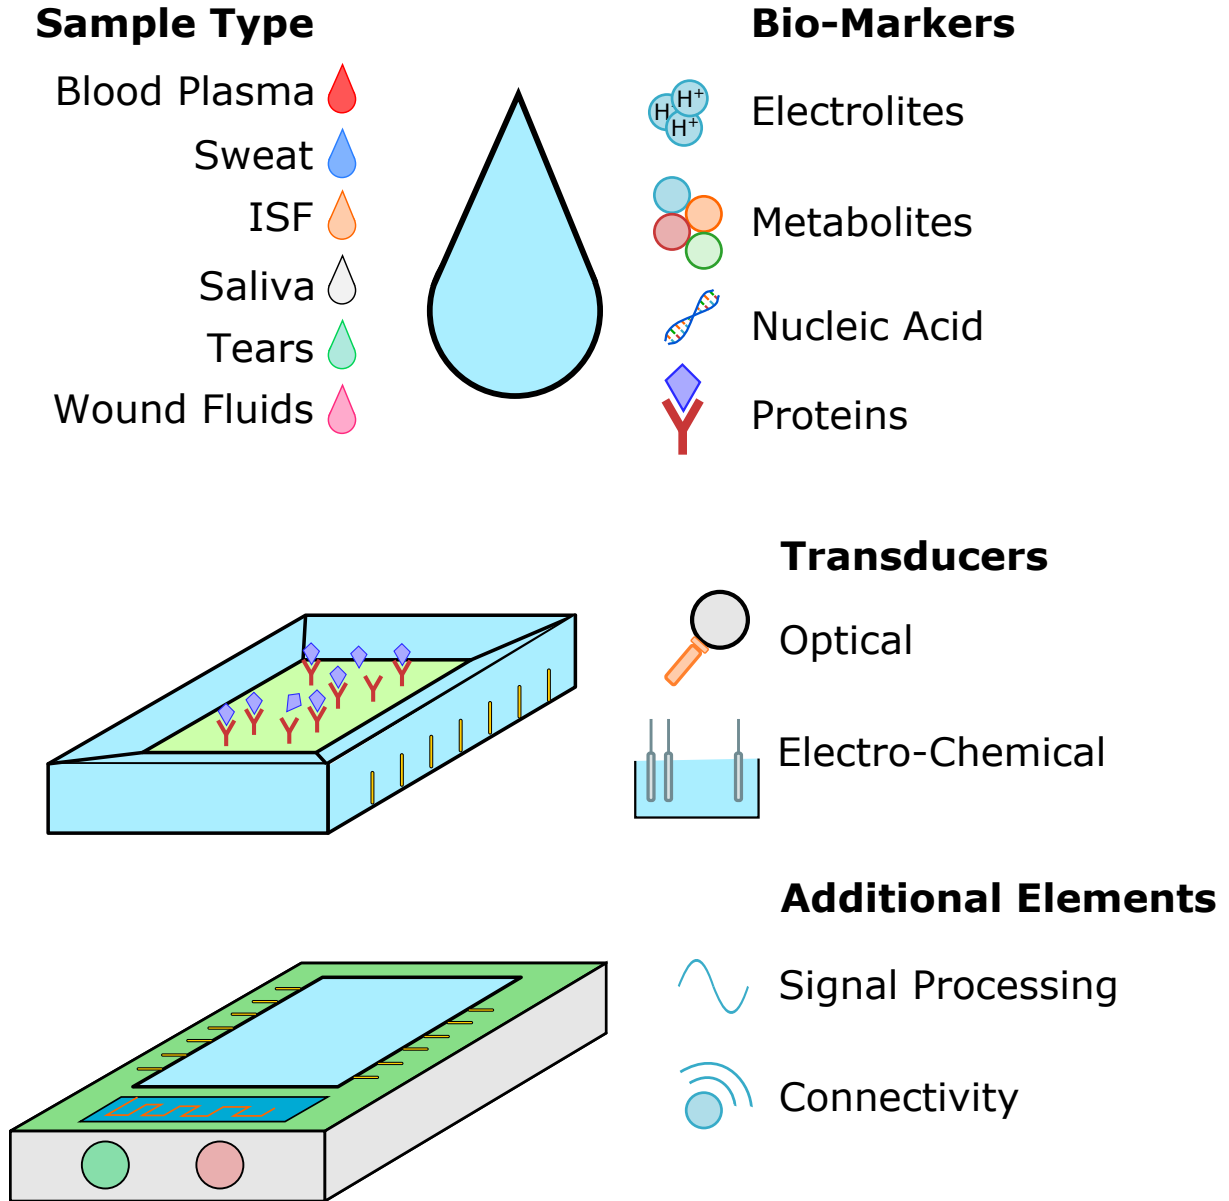 Sample Type
Blood Plasma
Sweat
ISF
Saliva
Tears
Wound Fluids
Bio-Markers
H
H+
H+
Electrolites
Metabolites
Nucleic Acid
Proteins
Transducers
Optical
Electro-Chemical
Additional Elements
Signal Processing
Connectivity